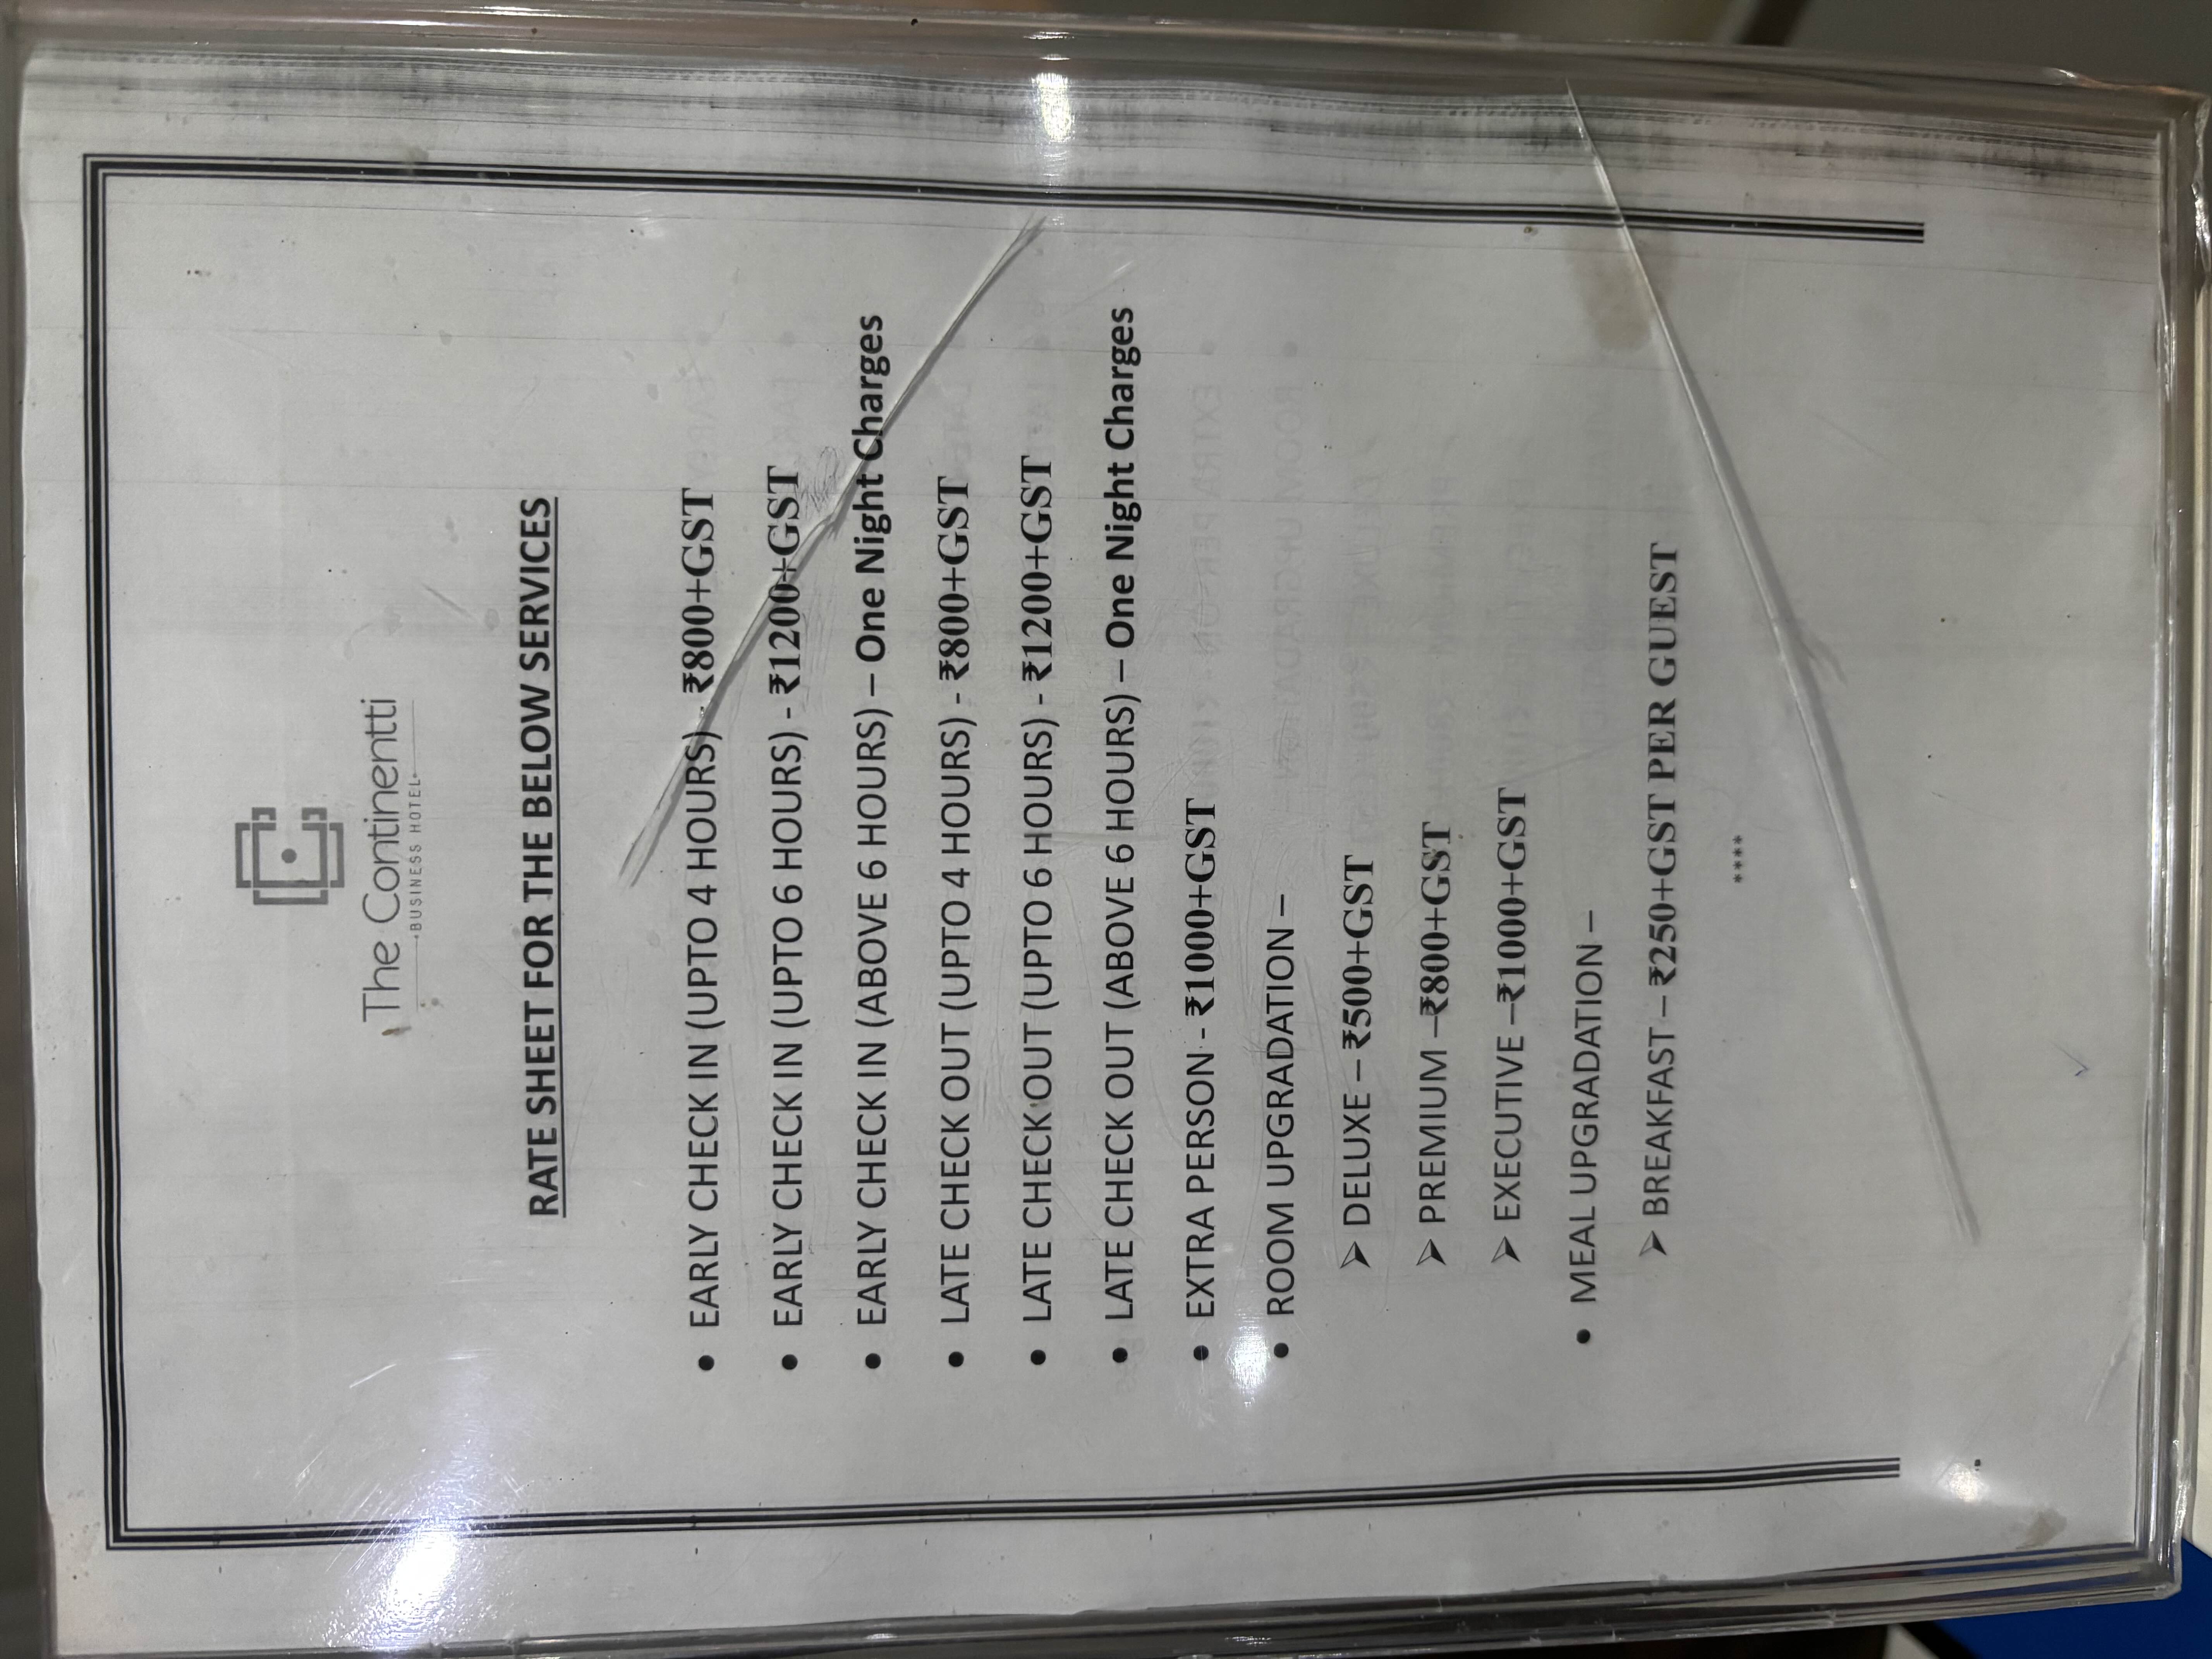 The Continentti
BUSINESS HOTEL
RATE SHEET FOR THE BELOW SERVICES
• EARLY CHECK IN (UPTO 4 HOURS) - ₹800+GST
• EARLY CHECK IN (UPTO 6 HOURS) - ₹1200+GST
• EARLY CHECK IN (ABOVE 6 HOURS) – One Night Charges
• LATE CHECK OUT (UPTO 4 HOURS) - ₹800+GST
• LATE CHECK OUT (UPTO 6 HOURS) - ₹1200+GST
• LATE CHECK OUT (ABOVE 6 HOURS) – One Night Charges
• EXTRA PERSON - ₹1000+GST
• ROOM UPGRADATION –
➢ DELUXE – ₹500+GST
➢ PREMIUM –₹800+GST
➢ EXECUTIVE –₹1000+GST
• MEAL UPGRADATION –
➢ BREAKFAST – ₹250+GST PER GUEST
****